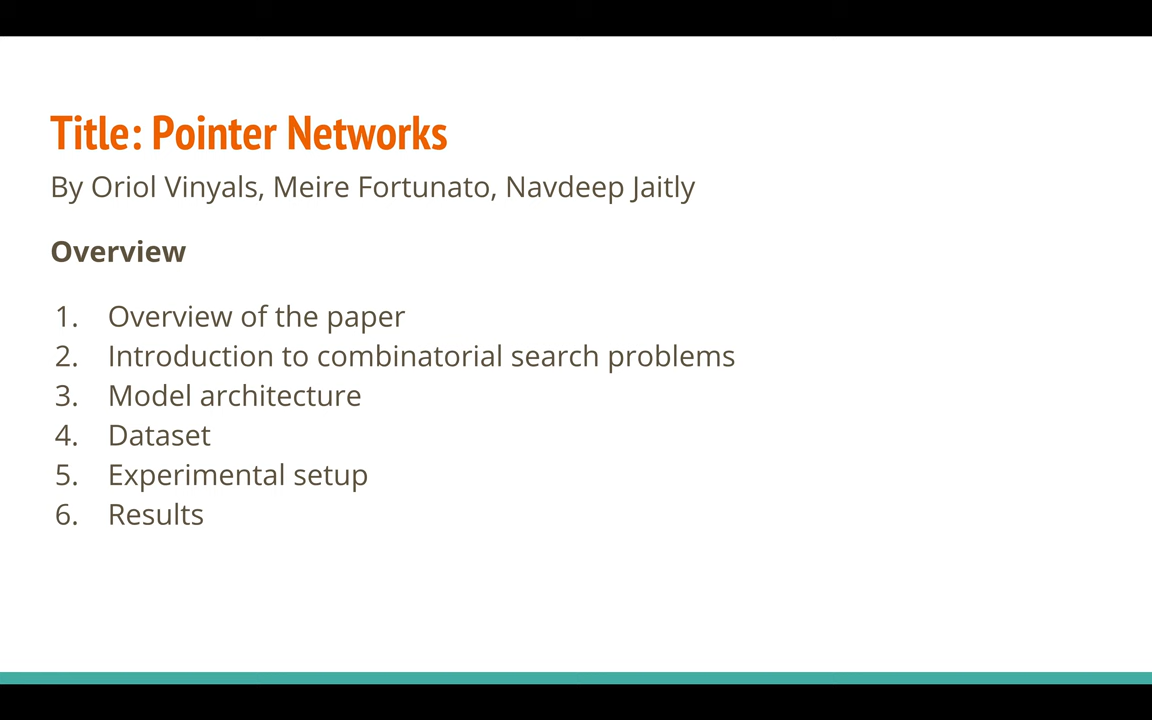 Title: Pointer Networks
By Oriol Vinyals, Meire Fortunato, Navdeep Jaitly
Overview
1. Overview of the paper
2. Introduction to combinatorial search problems
3. Model architecture
4. Dataset
5. Experimental setup
6. Results